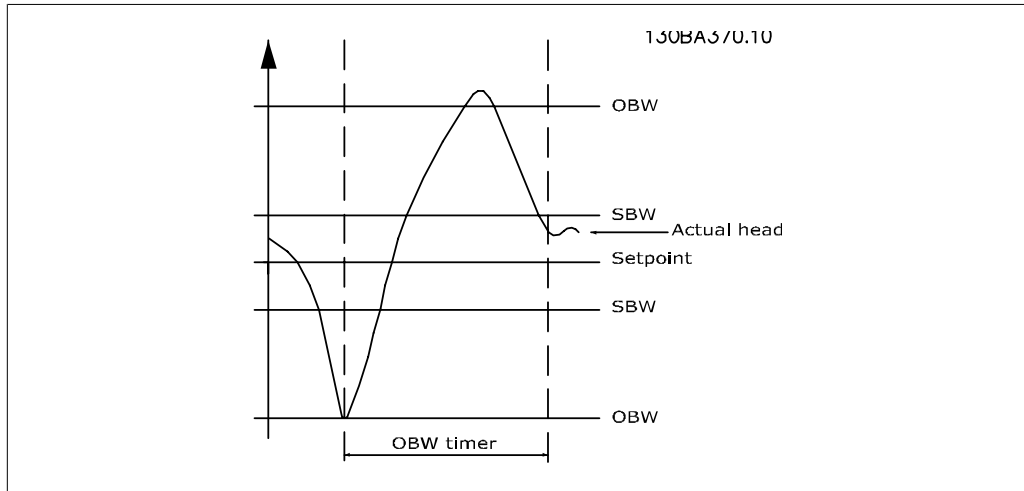 130BA370.10
OBW
SBW
Actual head
Setpoint
SBW
OBW
OBW timer